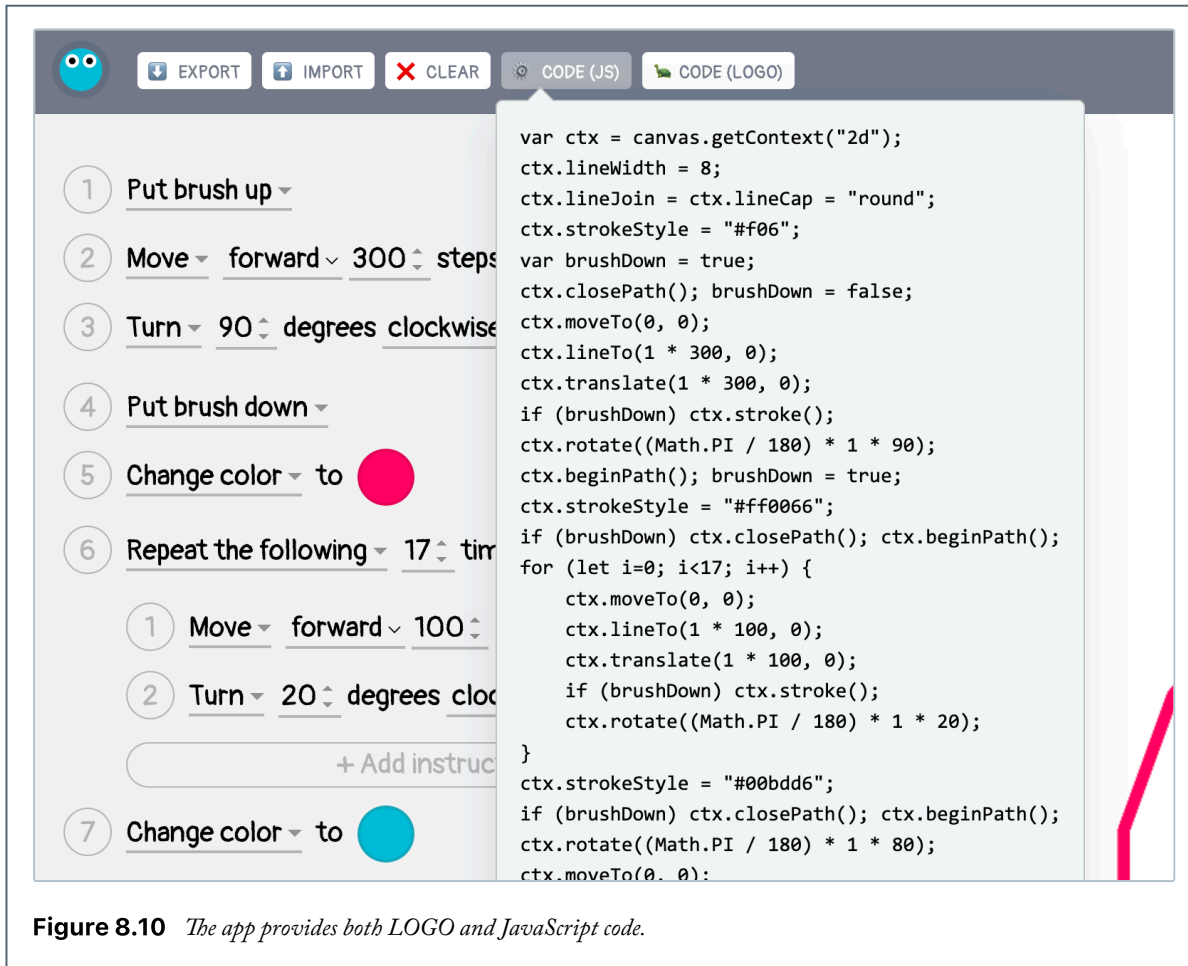 EXPORT IMPORT CLEAR CODE (JS) CODE (LOGO)
1 Put brush up
2 Move forward 300 steps
3 Turn 90 degrees clockwise
4 Put brush down
5 Change color to
6 Repeat the following 17
1 Move forward 100
2 Turn 20 degrees
+ Add
7 Change color to
var ctx = canvas.getContext("2d");
ctx.lineWidth = 8;
ctx.lineJoin = ctx.lineCap = "round";
ctx.strokeStyle = "#f06";
var brushDown = true;
ctx.closePath(); brushDown = false;
ctx.moveTo(0, 0);
ctx.lineTo(1 * 300, 0);
ctx.translate(1 * 300, 0);
if (brushDown) ctx.stroke();
ctx.rotate((Math.PI / 180) * 1 * 90);
ctx.beginPath(); brushDown = true;
ctx.strokeStyle = "#ff0066";
if (brushDown) ctx.closePath(); ctx.beginPath();
for (let i=0; i<17; i++) {
    ctx.moveTo(0, 0);
    ctx.lineTo(1 * 100, 0);
    ctx.translate(1 * 100, 0);
    if (brushDown) ctx.stroke();
    ctx.rotate((Math.PI / 180) * 1 * 20);
}
ctx.strokeStyle = "#00bdd6";
if (brushDown) ctx.closePath(); ctx.beginPath();
ctx.rotate((Math.PI / 180) * 1 * 80);
ctx.moveTo(0, 0);
Figure 8.10 The app provides both LOGO and JavaScript code.